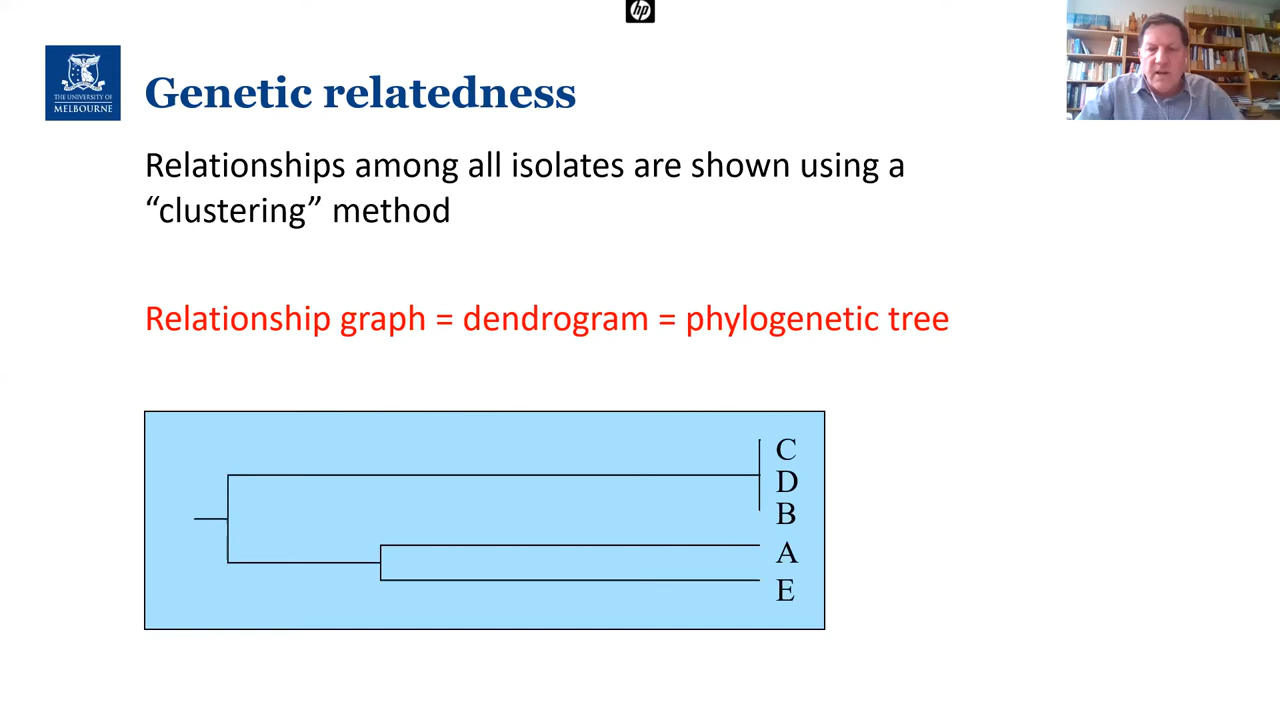 hp
THE UNIVERSITY OF
MELBOURNE
Genetic relatedness
Relationships among all isolates are shown using a
“clustering” method
Relationship graph = dendrogram = phylogenetic tree
C
D
B
A
E